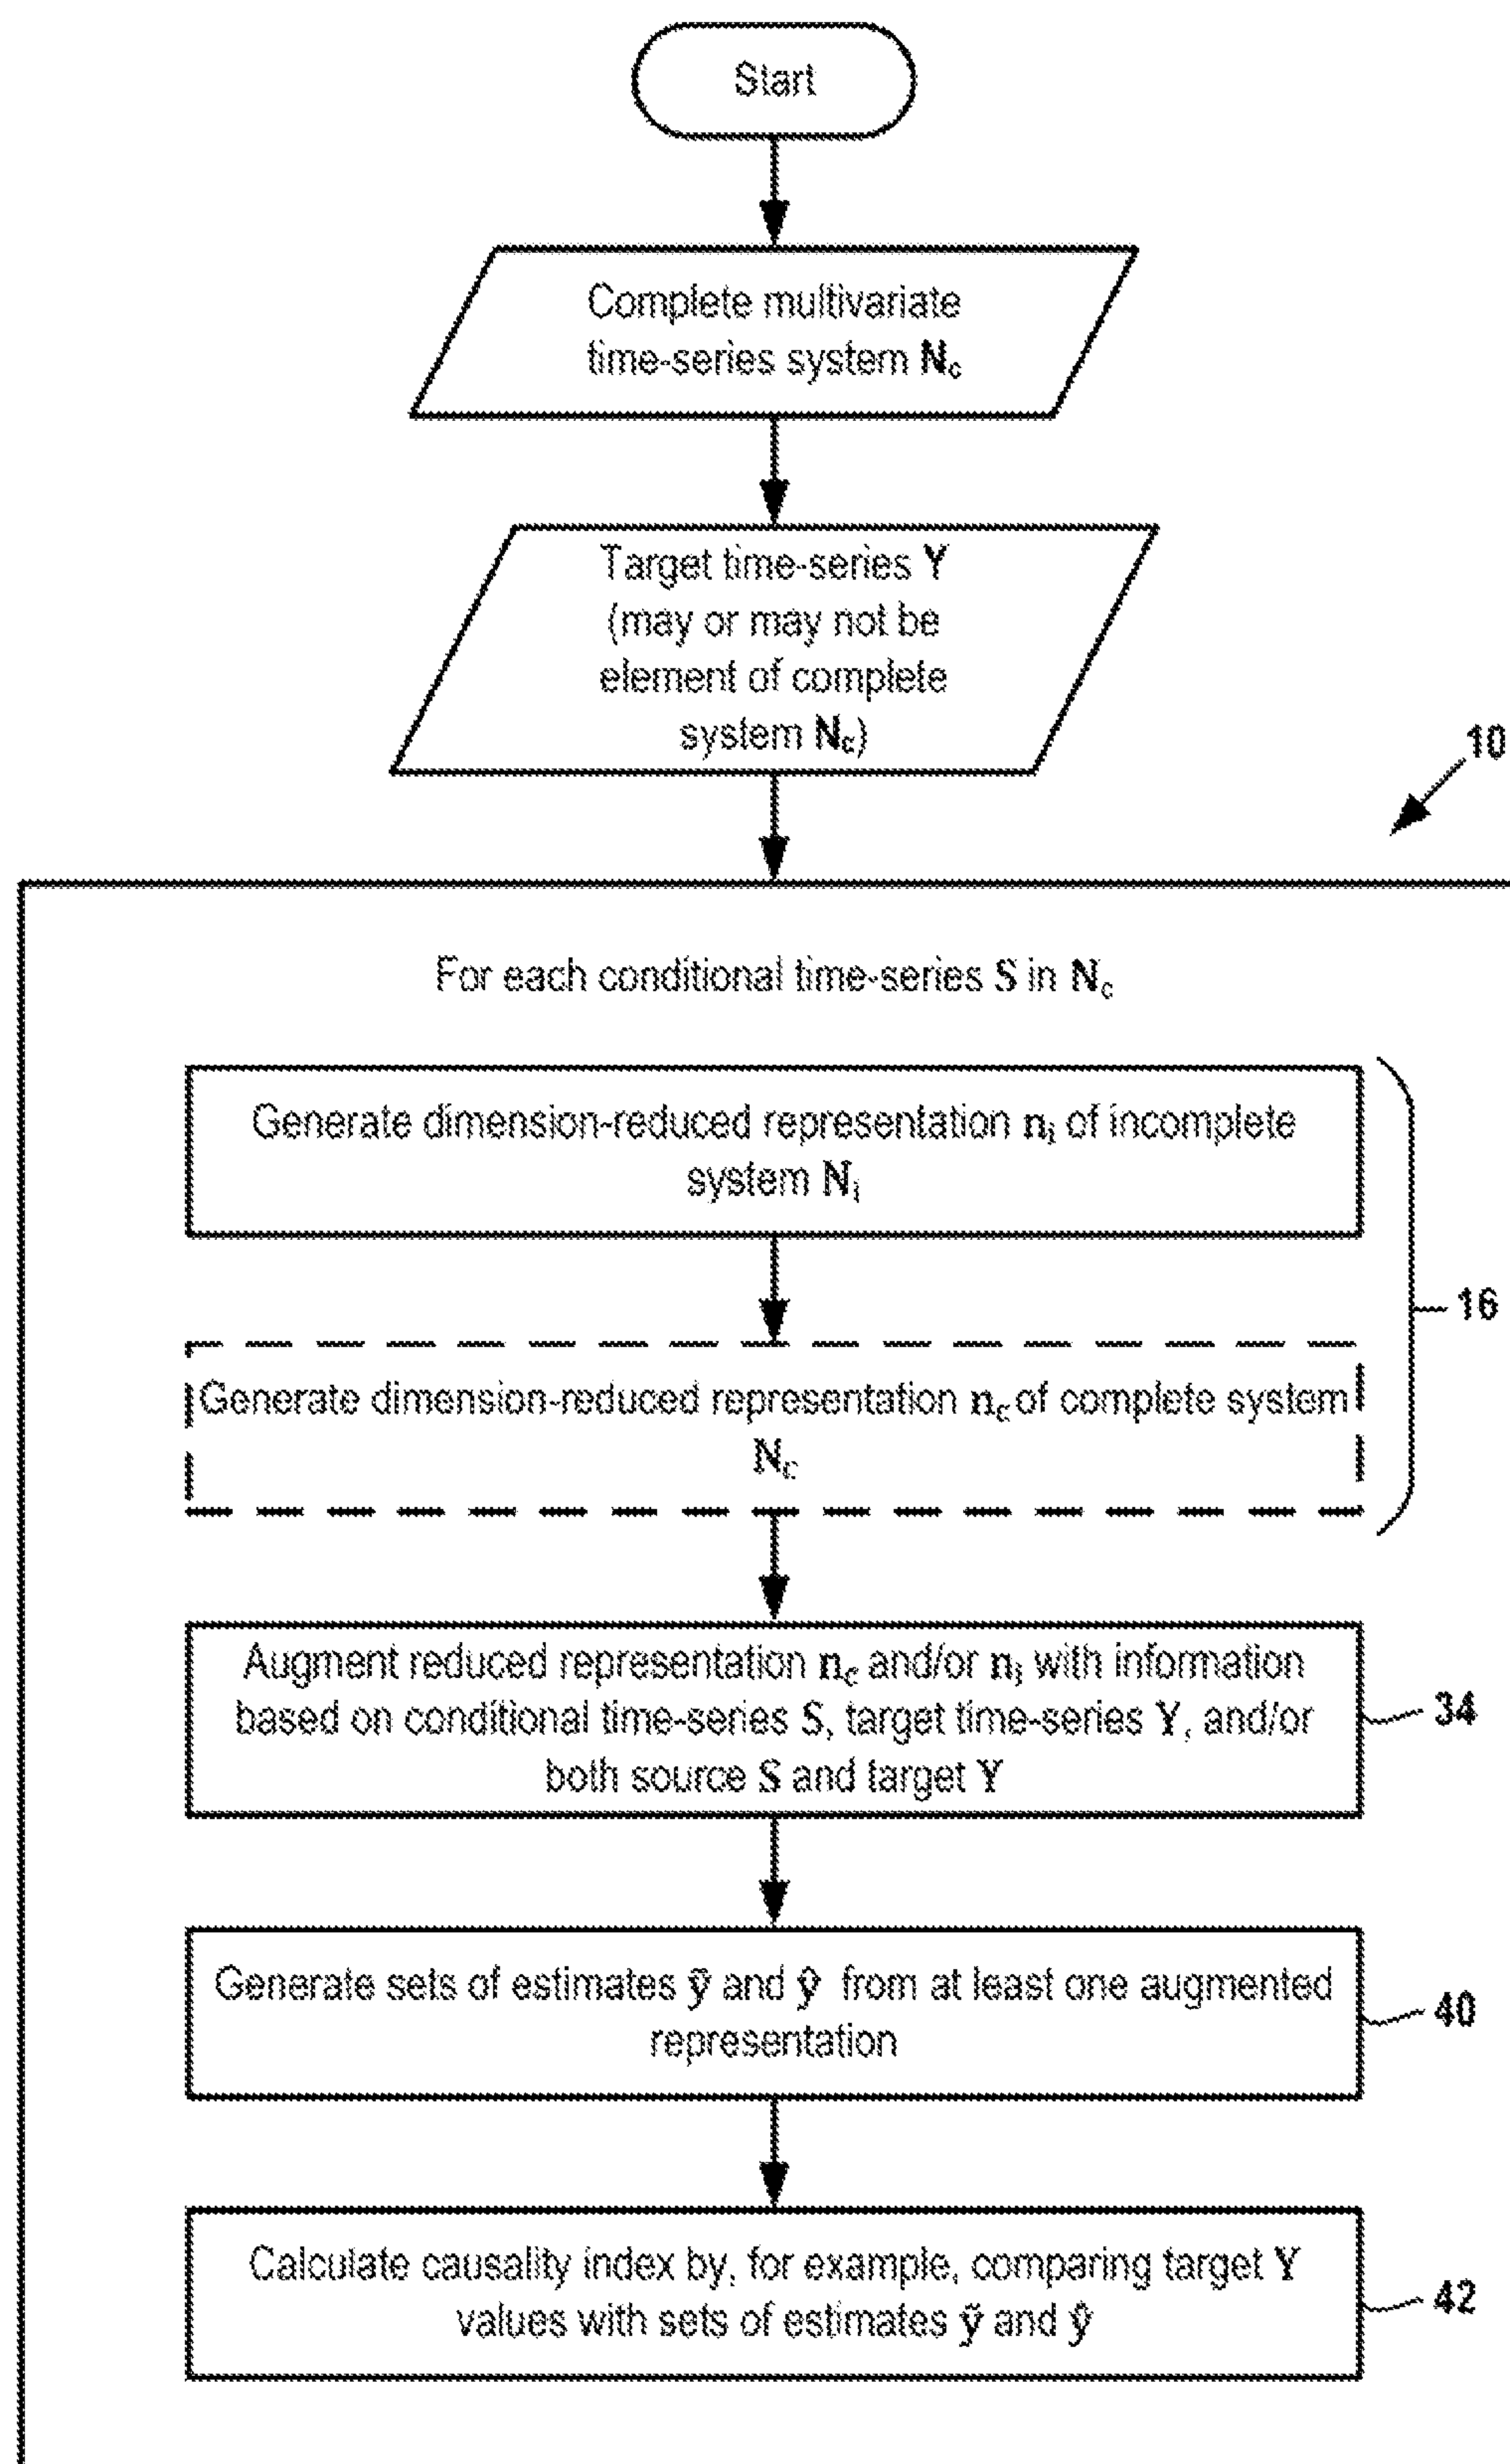 Start
Complete multivariate
time-series system Nc
Target time-series Y
(may or may not be
element of complete
system Nc)
10
For each conditional time-series S in Nc
Generate dimension-reduced representation ni of incomplete
system Ni
16
Generate dimension-reduced representation nc of complete system
Nc
Augment reduced representation nc and/or ni with information
based on conditional time-series S, target time-series Y, and/or
both source S and target Y
34
Generate sets of estimates ỹ and ŷ from at least one augmented
representation
40
Calculate causality index by, for example, comparing target Y
values with sets of estimates ỹ and ŷ
42